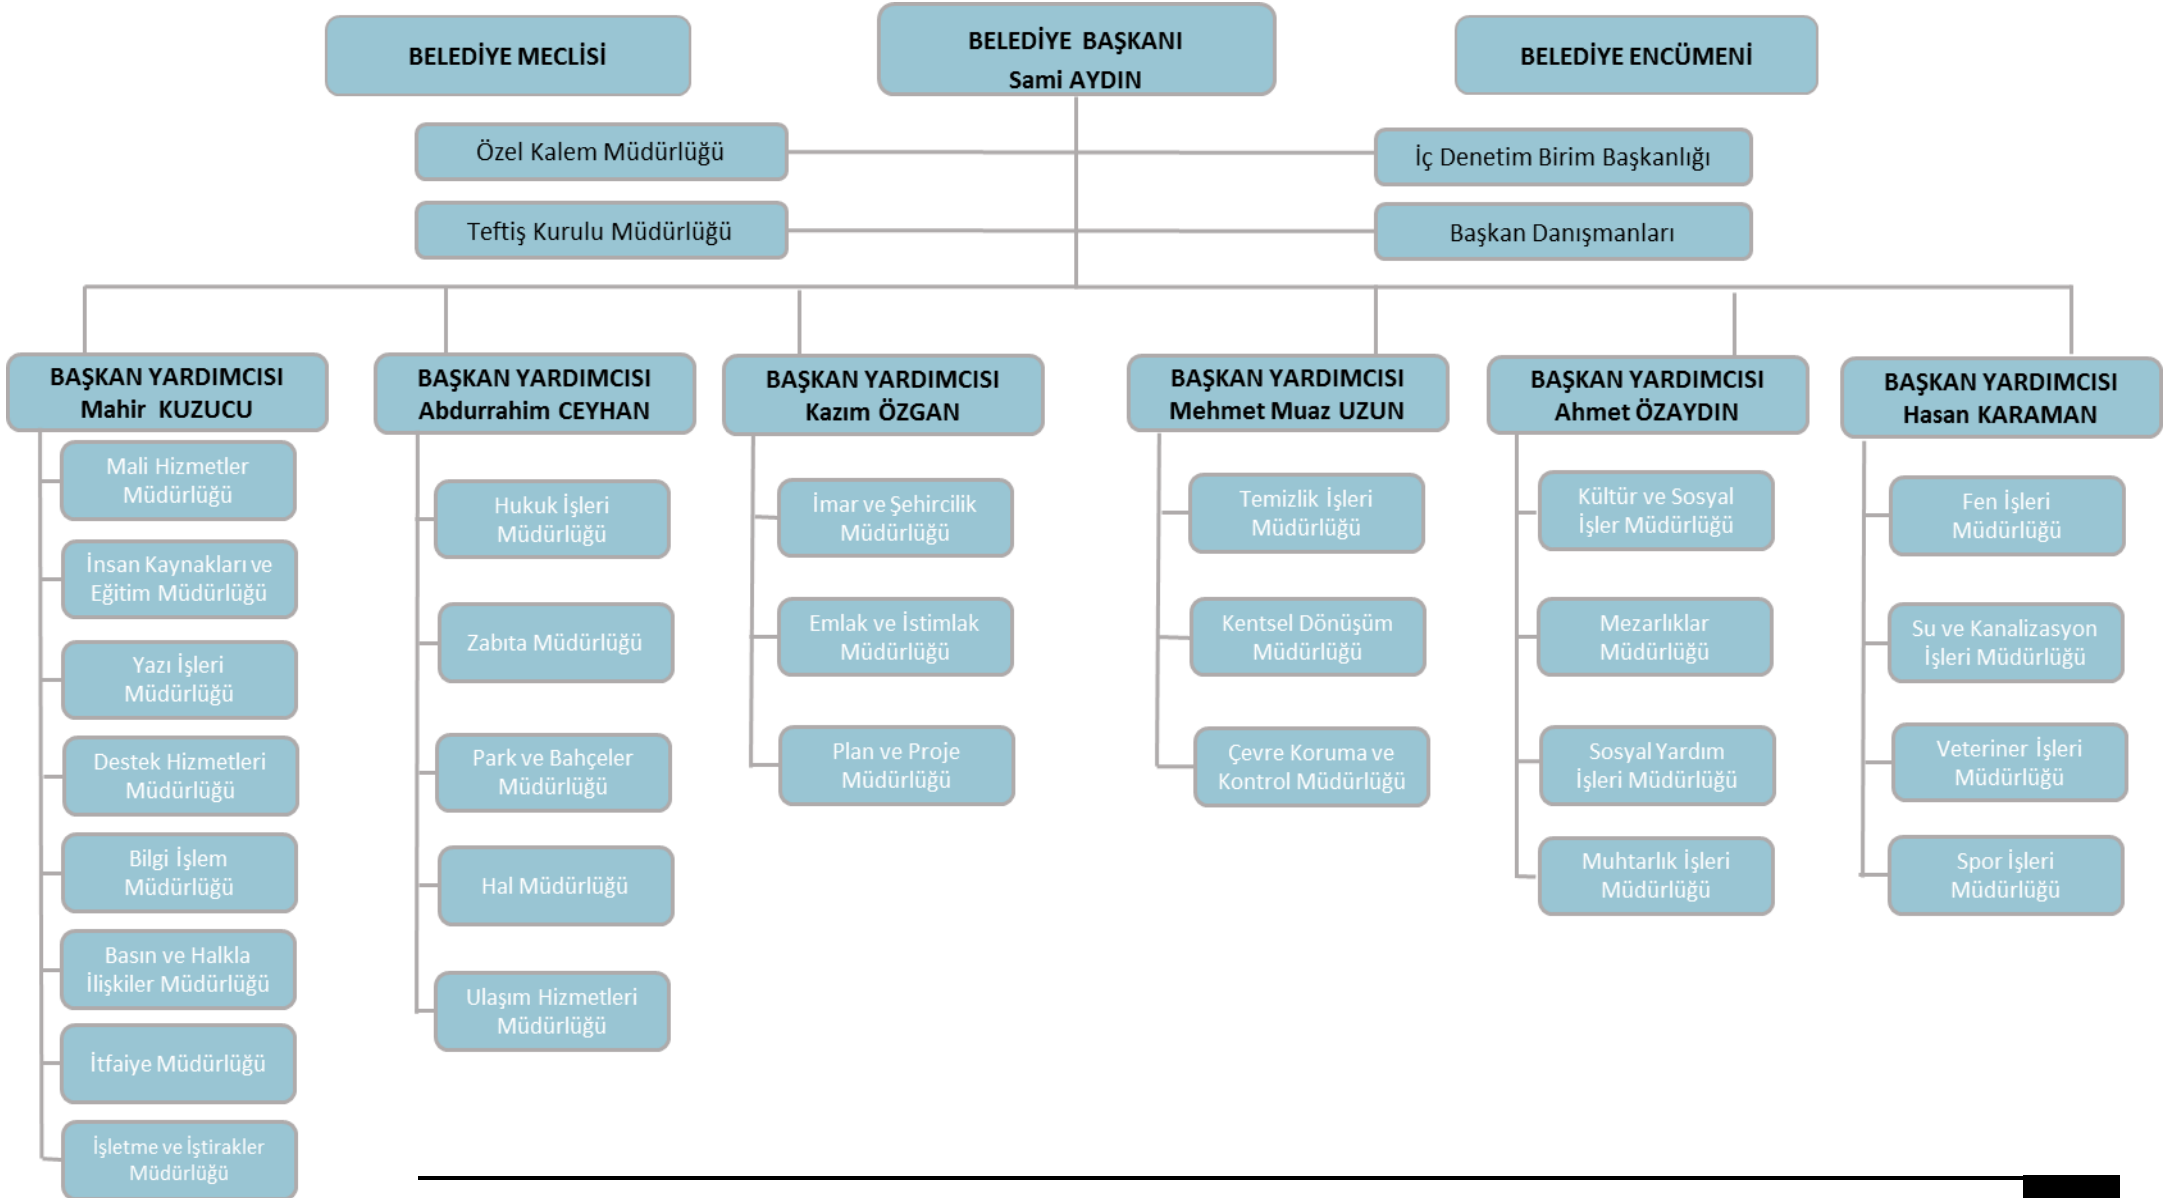 BELEDİYE MECLİSİ
BELEDİYE BAŞKANI
Sami AYDIN
BELEDİYE ENCÜMENİ
Özel Kalem Müdürlüğü
İç Denetim Birim Başkanlığı
Teftiş Kurulu Müdürlüğü
Başkan Danışmanları
BAŞKAN YARDIMCISI
Mahir KUZUCU
Mali Hizmetler
Müdürlüğü
İnsan Kaynakları ve
Eğitim Müdürlüğü
Yazı İşleri
Müdürlüğü
Destek Hizmetleri
Müdürlüğü
Bilgi İşlem
Müdürlüğü
Basın ve Halkla
İlişkiler Müdürlüğü
İtfaiye Müdürlüğü
İşletme ve İştirakler
Müdürlüğü
BAŞKAN YARDIMCISI
Abdurrahim CEYHAN
Hukuk İşleri
Müdürlüğü
Zabıta Müdürlüğü
Park ve Bahçeler
Müdürlüğü
Hal Müdürlüğü
Ulaşım Hizmetleri
Müdürlüğü
BAŞKAN YARDIMCISI
Kazım ÖZGAN
İmar ve Şehircilik
Müdürlüğü
Emlak ve İstimlak
Müdürlüğü
Plan ve Proje
Müdürlüğü
BAŞKAN YARDIMCISI
Mehmet Muaz UZUN
Temizlik İşleri
Müdürlüğü
Kentsel Dönüşüm
Müdürlüğü
Çevre Koruma ve
Kontrol Müdürlüğü
BAŞKAN YARDIMCISI
Ahmet ÖZAYDIN
Kültür ve Sosyal
İşler Müdürlüğü
Mezarlıklar
Müdürlüğü
Sosyal Yardım
İşleri Müdürlüğü
Muhtarlık İşleri
Müdürlüğü
BAŞKAN YARDIMCISI
Hasan KARAMAN
Fen İşleri
Müdürlüğü
Su ve Kanalizasyon
İşleri Müdürlüğü
Veteriner İşleri
Müdürlüğü
Spor İşleri
Müdürlüğü